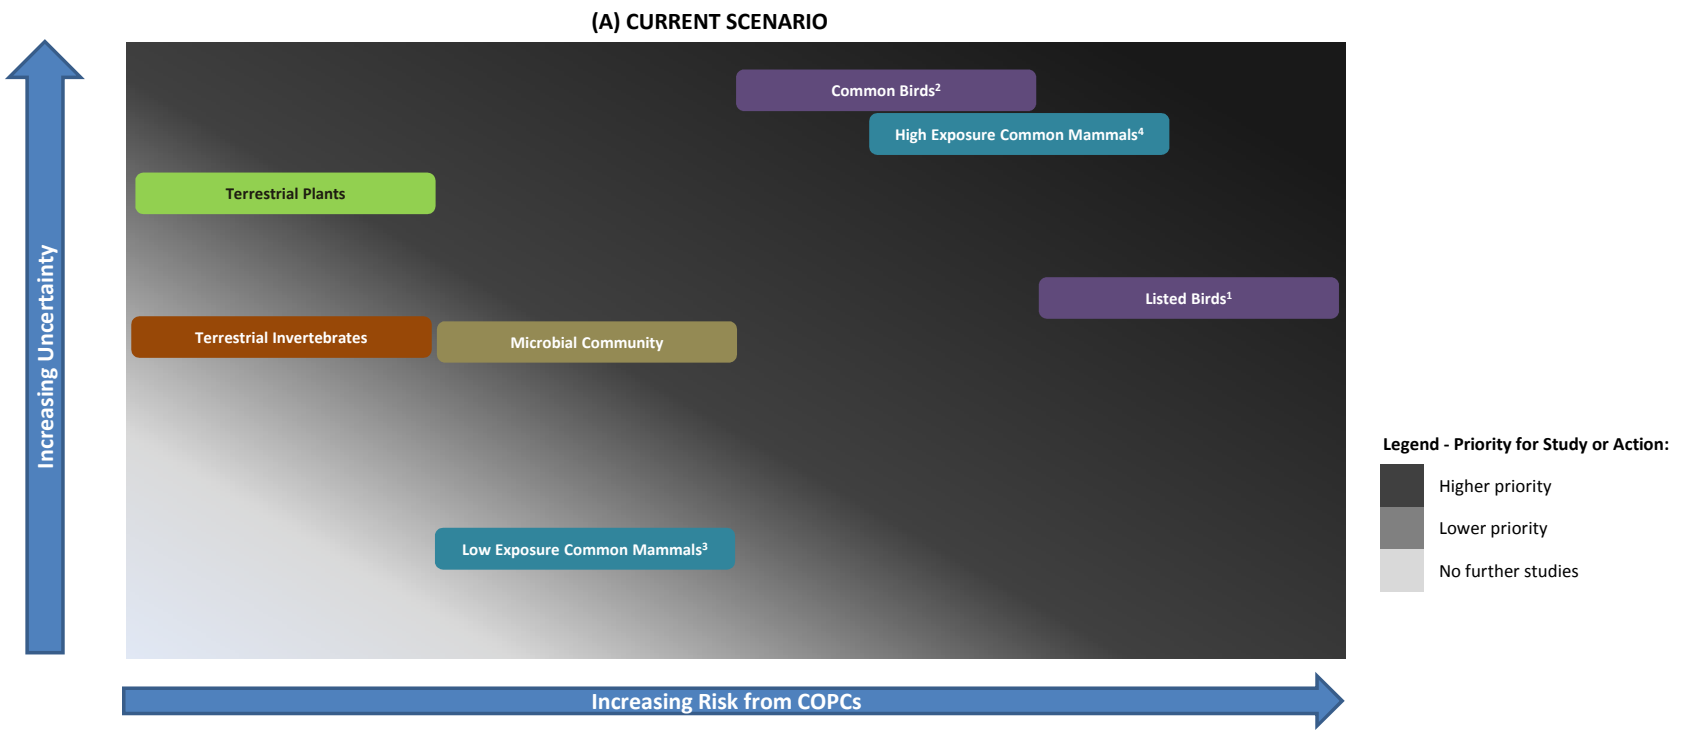 (A) CURRENT SCENARIO
Increasing Uncertainty
Common Birds²
High Exposure Common Mammals⁴
Terrestrial Plants
Listed Birds¹
Terrestrial Invertebrates
Microbial Community
Low Exposure Common Mammals³
Legend - Priority for Study or Action:
Higher priority
Lower priority
No further studies
Increasing Risk from COPCs